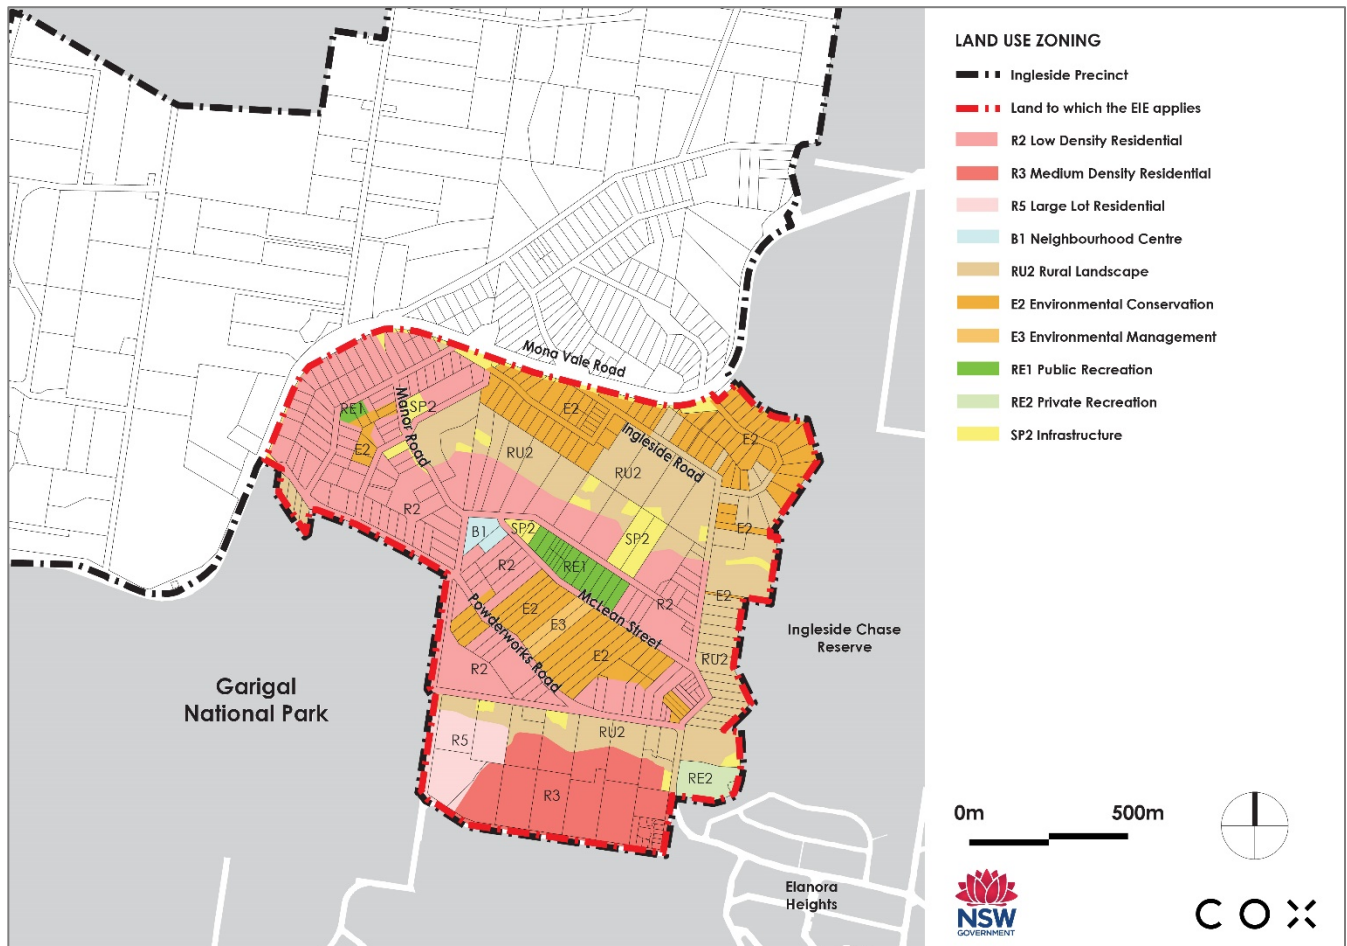 LAND USE ZONING
Ingleside Precinct
Land to which the EIE applies
R2 Low Density Residential
R3 Medium Density Residential
R5 Large Lot Residential
B1 Neighbourhood Centre
RU2 Rural Landscape
E2 Environmental Conservation
E3 Environmental Management
RE1 Public Recreation
RE2 Private Recreation
SP2 Infrastructure
Mona Vale Road
RE1
Manor Road
SP2
E2
E2
E2
Ingleside Road
RU2
RU2
R2
E2
B1
SP2
SP2
RE1
R2
R2
E2
E2
McLean Street
E3
Powderworks Road
E2
R2
RU2
Ingleside Chase
Reserve
Garigal
National Park
R5
RU2
RE2
R3
Elanora
Heights
0m
500m
NSW
GOVERNMENT
COX